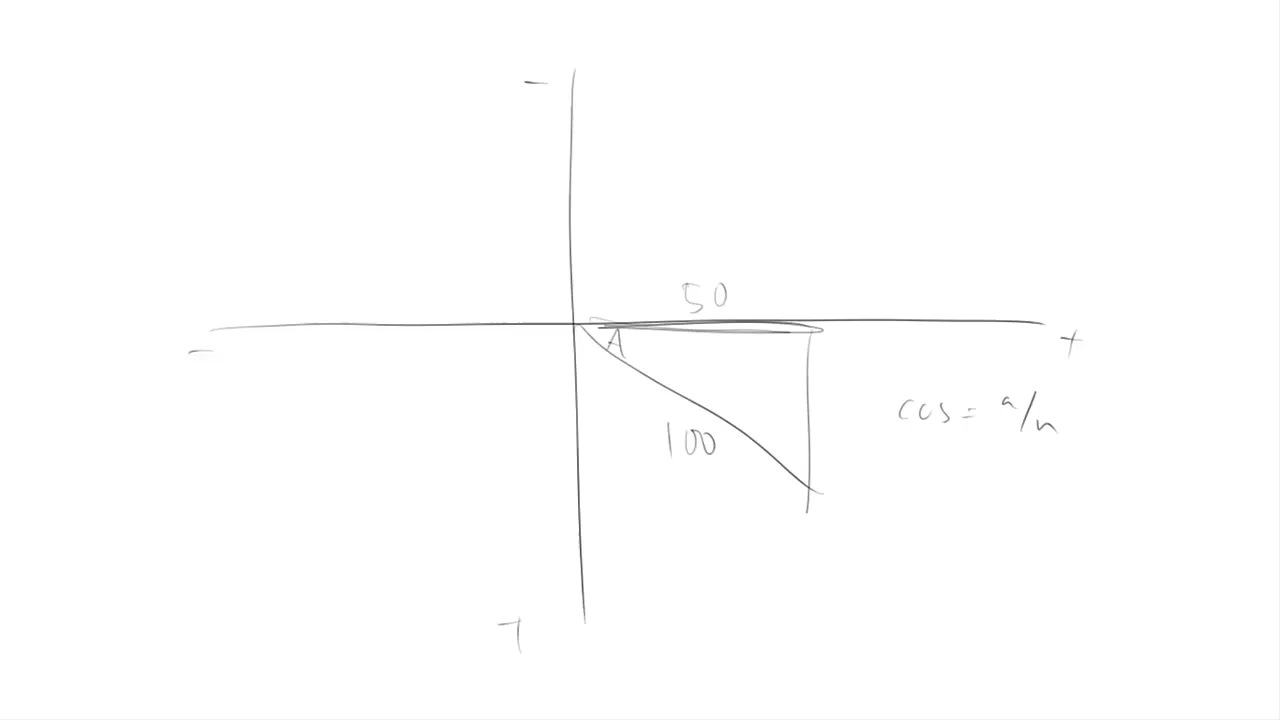 -
50
- A +
cos = a/h
100
+